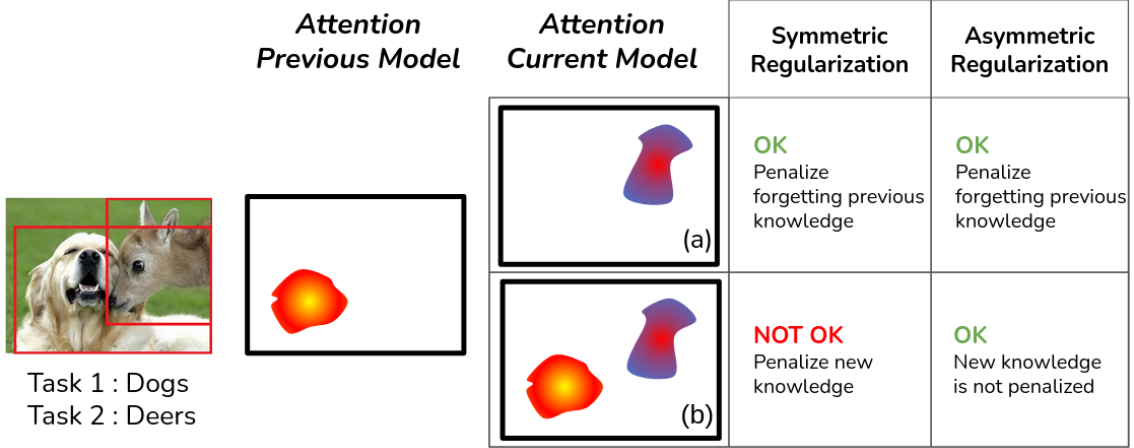 Attention
Previous Model
Attention
Current Model
Symmetric
Regularization
Asymmetric
Regularization
OK
Penalize
forgetting previous
knowledge
OK
Penalize
forgetting previous
knowledge
(a)
NOT OK
Penalize new
knowledge
OK
New knowledge
is not penalized
(b)
Task 1 : Dogs
Task 2 : Deers